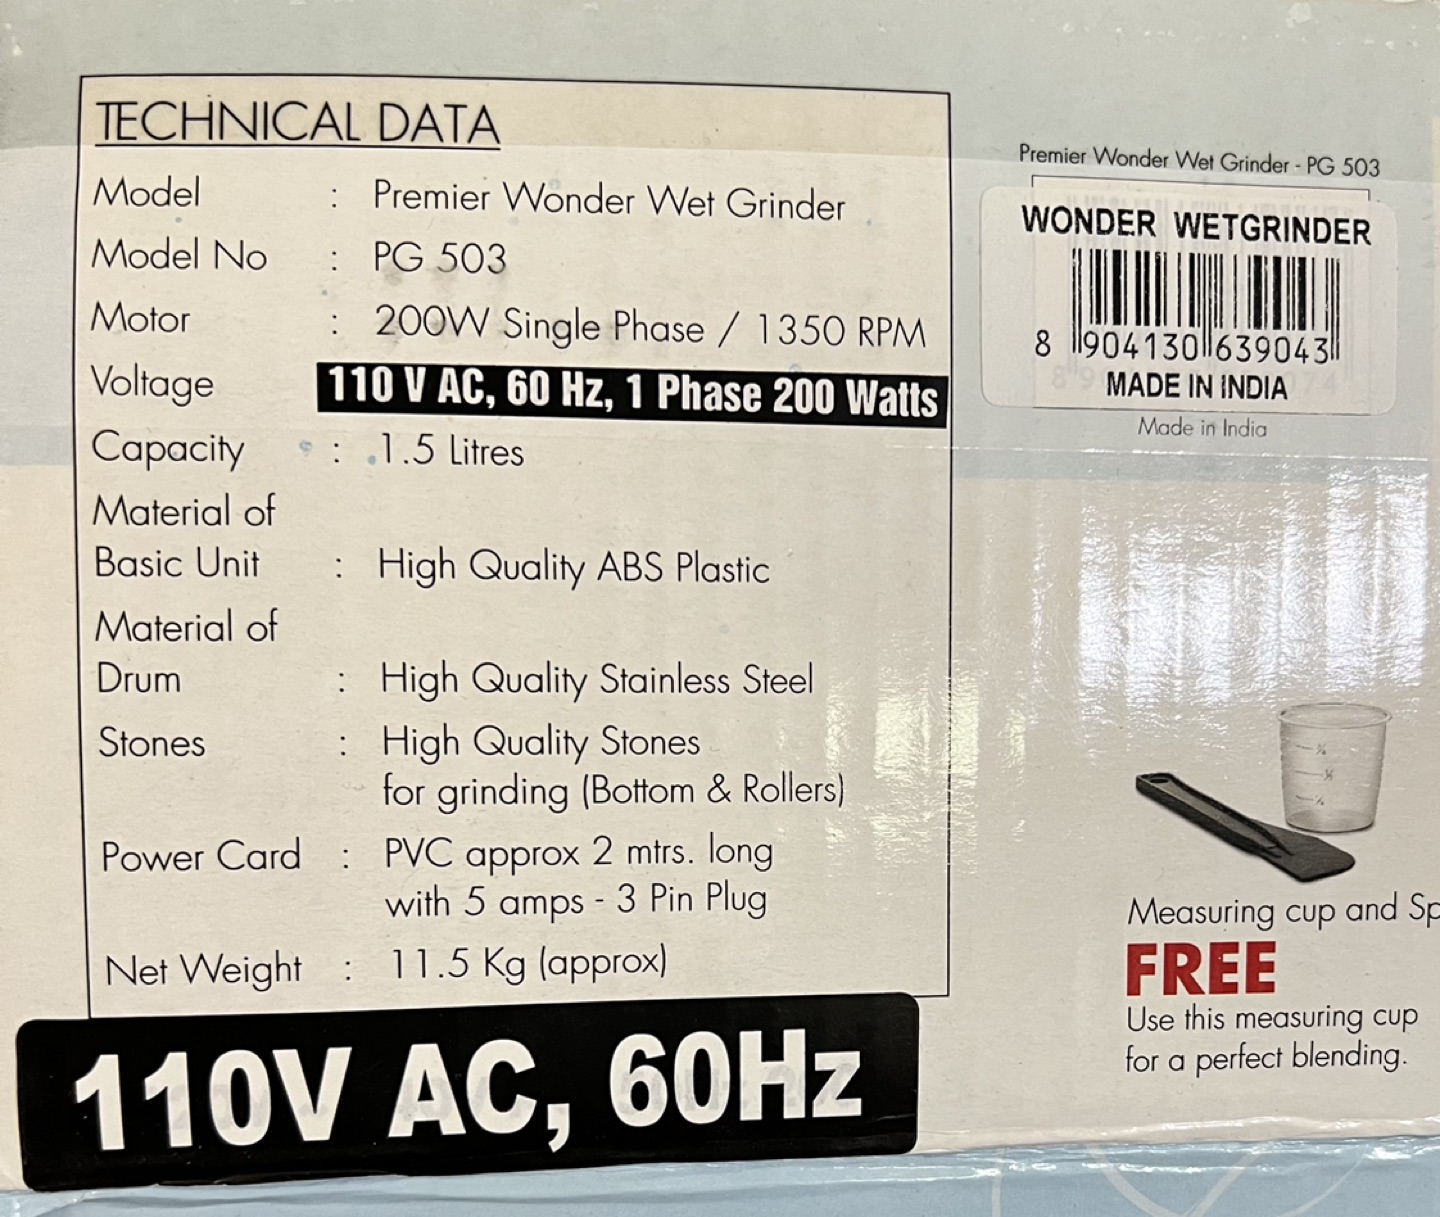 TECHNICAL DATA
Model : Premier Wonder Wet Grinder
Model No : PG 503
Motor : 200W Single Phase / 1350 RPM
Voltage 110 V AC, 60 Hz, 1 Phase 200 Watts
Capacity : 1.5 Litres
Material of
Basic Unit : High Quality ABS Plastic
Material of
Drum : High Quality Stainless Steel
Stones : High Quality Stones
for grinding (Bottom & Rollers)
Power Card : PVC approx 2 mtrs. long
with 5 amps - 3 Pin Plug
Net Weight : 11.5 Kg (approx)
110V AC, 60Hz
Premier Wonder Wet Grinder - PG 503
WONDER WETGRINDER
8 904130 639043
MADE IN INDIA
Made in India
Measuring cup and Sp
FREE
Use this measuring cup
for a perfect blending.